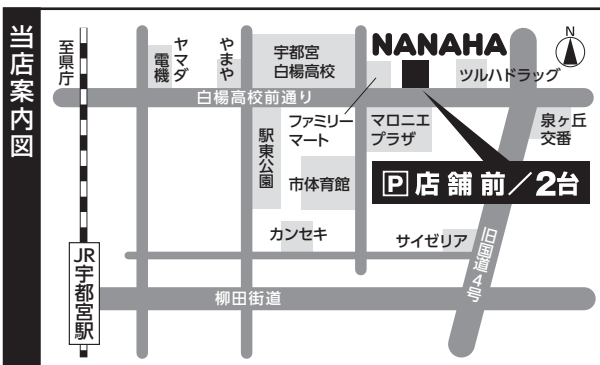 当店案内図
至県庁
ヤマダ
電機
やまや
宇都宮
白楊高校
NANAHA
ツルハドラッグ
N
白楊高校前通り
ファミリー
マート
マロニエ
プラザ
泉ヶ丘
交番
駅東公園
市体育館
P 店舗前/2台
カンセキ
サイゼリア
旧国道4号
JR宇都宮駅
柳田街道